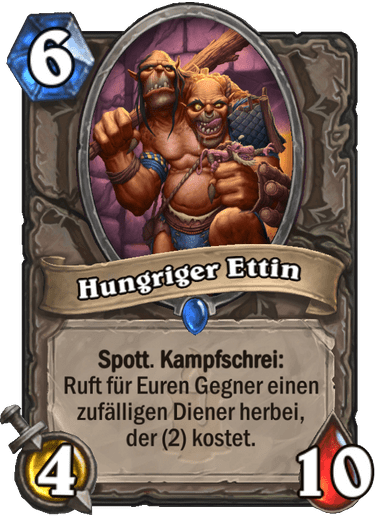 6
Hungriger Ettin
Spott. Kampfschrei:
Ruft für Euren Gegner einen
zufälligen Diener herbei,
der (2) kostet.
4
10